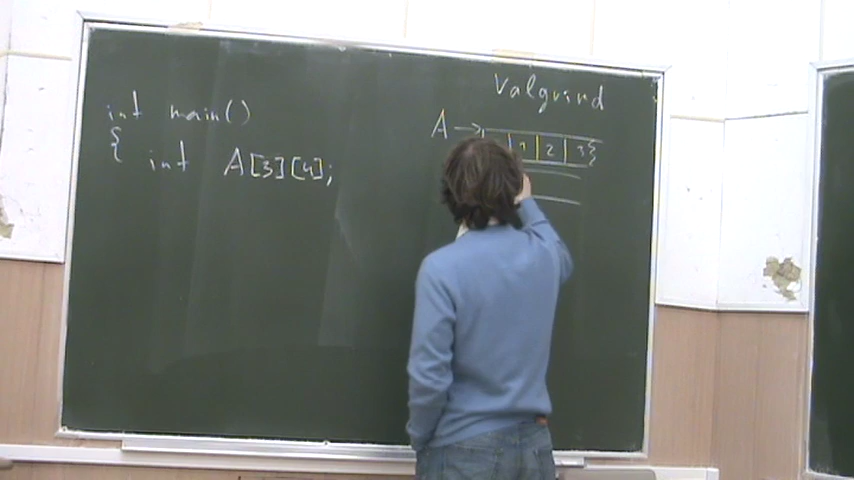 int main()
{
int A[3][4];
Valgrind
A →
1 2 3